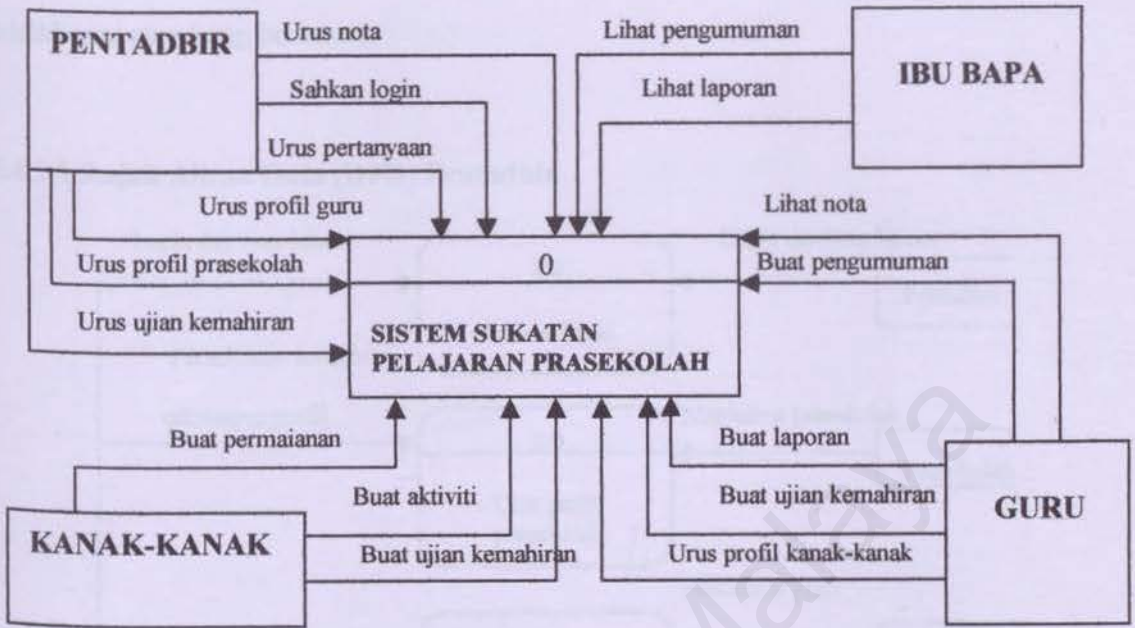 PENTADBIR
Urus nota
Sahkan login
Urus pertanyaan
Urus profil guru
Urus profil prasekolah
Urus ujian kemahiran
Lihat pengumuman
Lihat laporan
IBU BAPA
Lihat nota
Buat pengumuman
0
SISTEM SUKATAN
PELAJARAN PRASEKOLAH
Buat permaianan
Buat aktiviti
Buat ujian kemahiran
KANAK-KANAK
Buat laporan
Buat ujian kemahiran
Urus profil kanak-kanak
GURU
Malaya